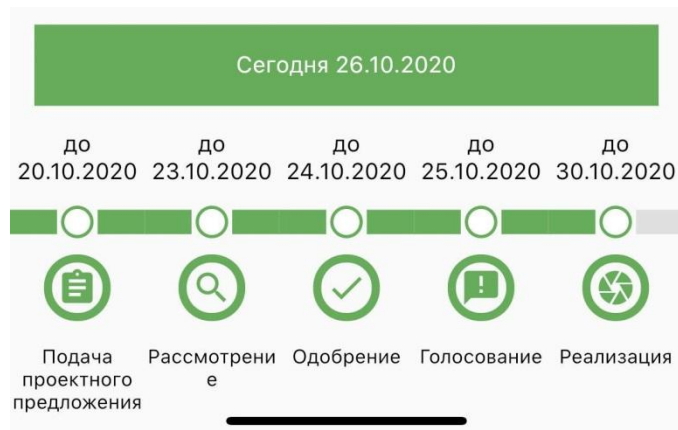 Сегодня 26.10.2020
до до до до до
20.10.2020 23.10.2020 24.10.2020 25.10.2020 30.10.2020
Подача Рассмотрени Одобрение Голосование Реализация
проектного е
предложения